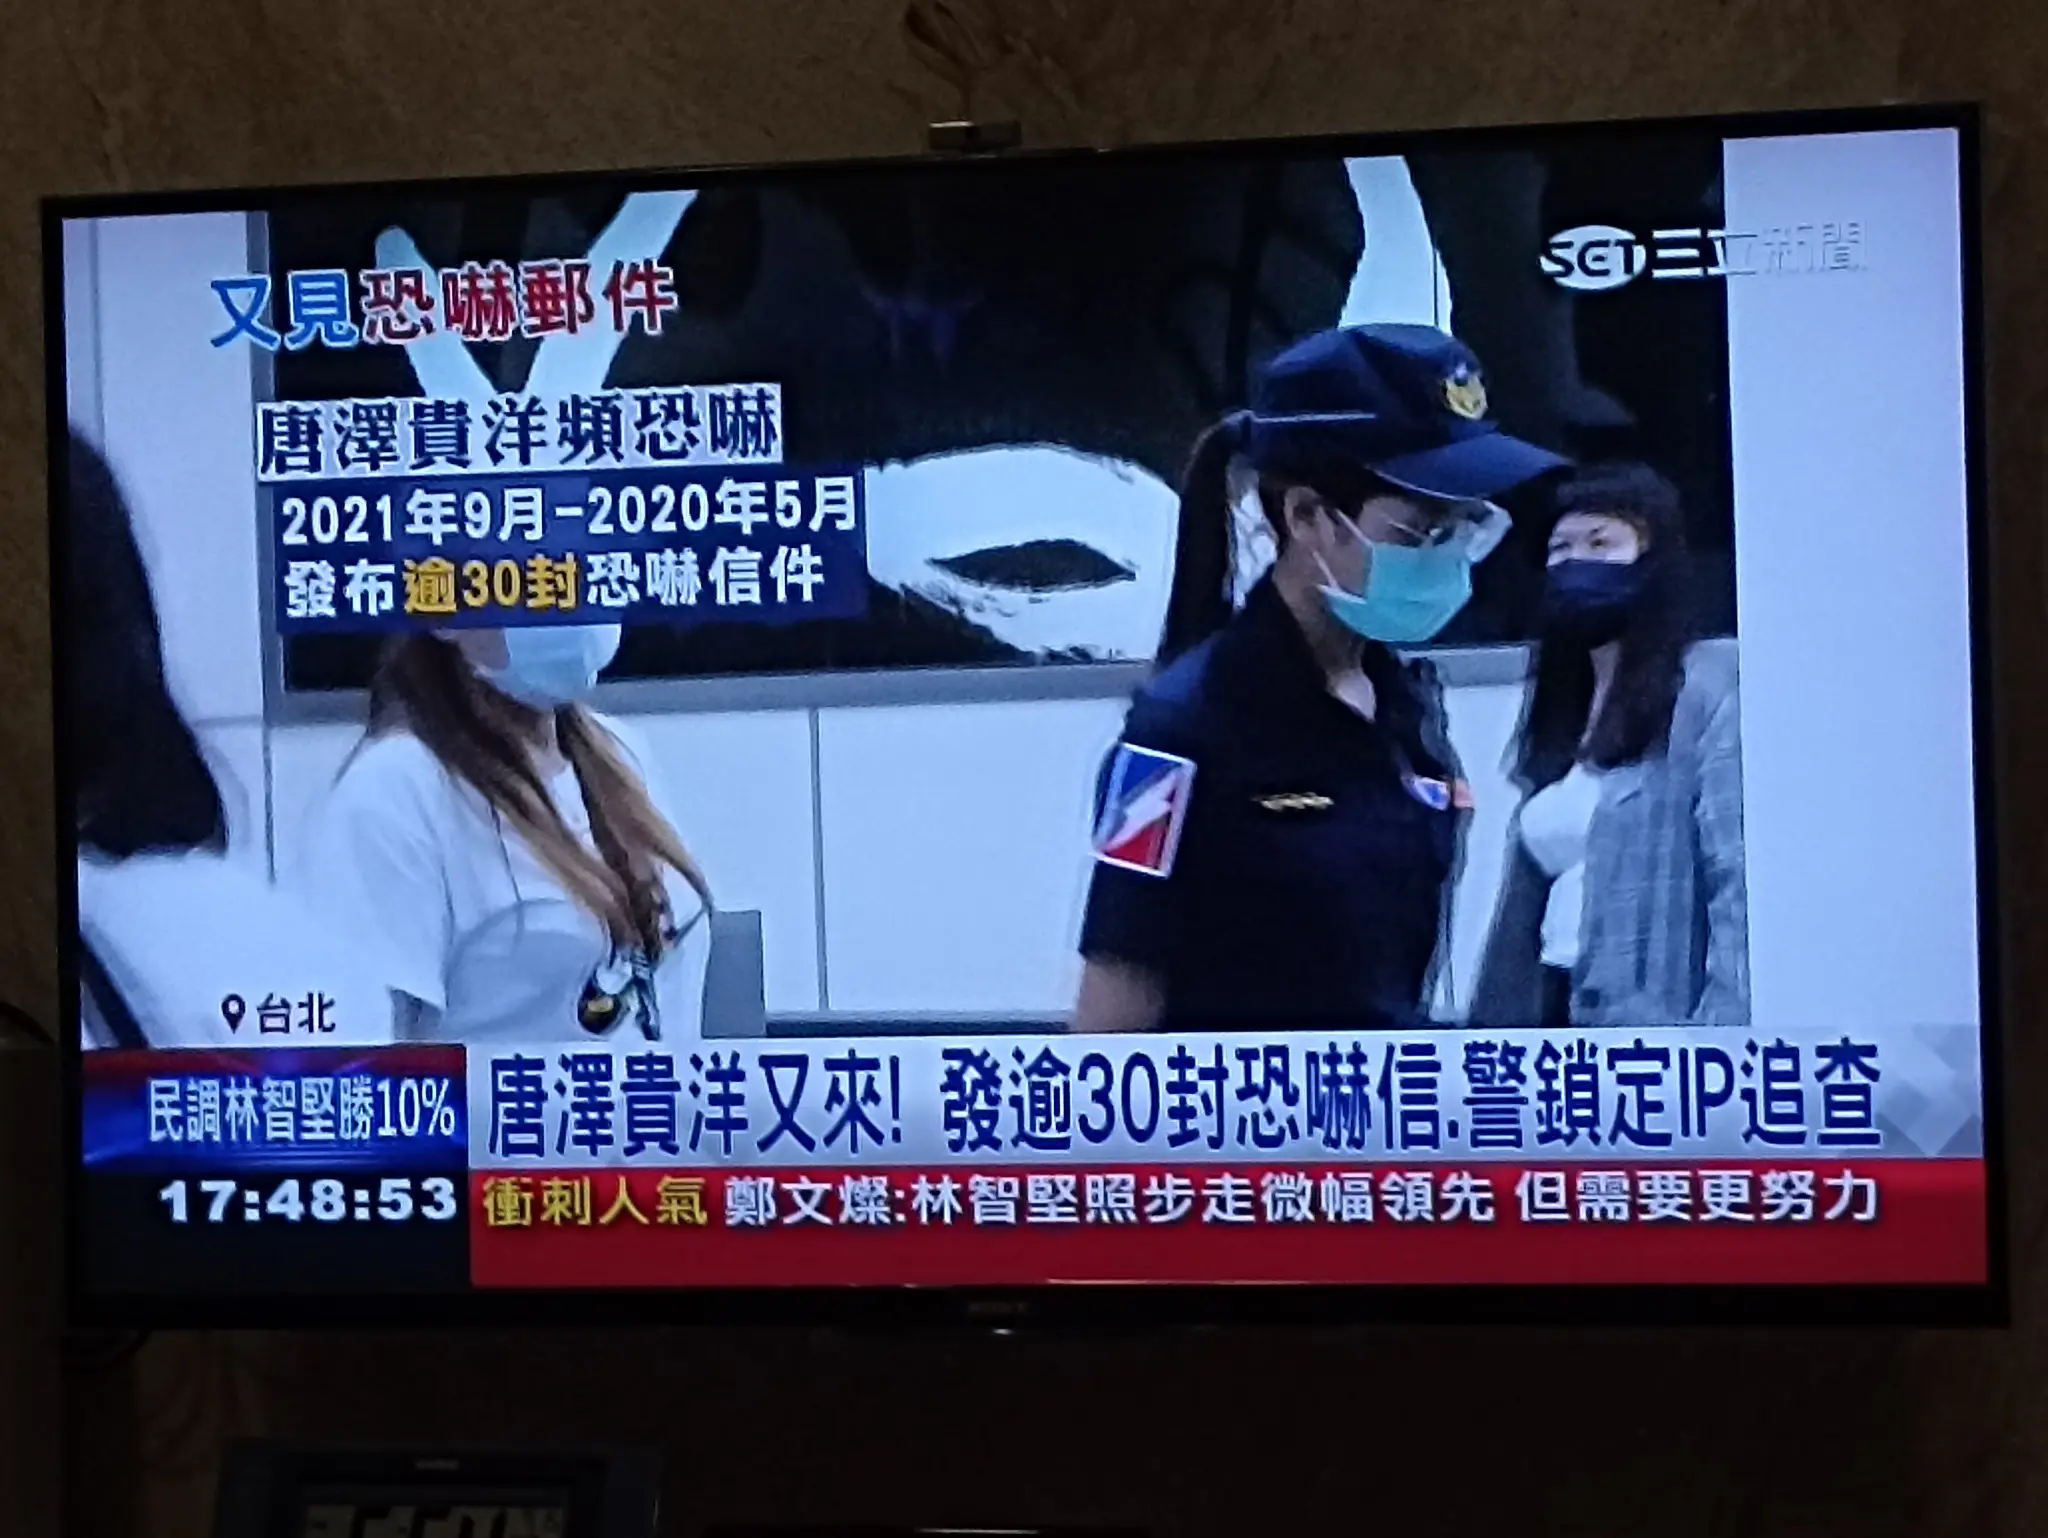 SET三立新聞
又見恐嚇郵件
唐澤貴洋頻恐嚇
2021年9月-2020年5月
發布逾30封恐嚇信件
台北
民調林智堅勝10%
唐澤貴洋又來! 發逾30封恐嚇信.警鎖定IP追查
17:48:53
衝刺人氣 鄭文燦:林智堅照步走微幅領先 但需要更努力
SONY